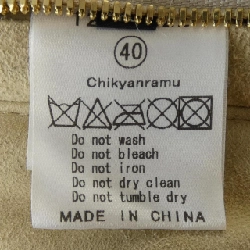 40
Chikyanramu
Do not wash
Do not bleach
Do not iron
Do not dry clean
Do not tumble dry
MADE IN CHINA